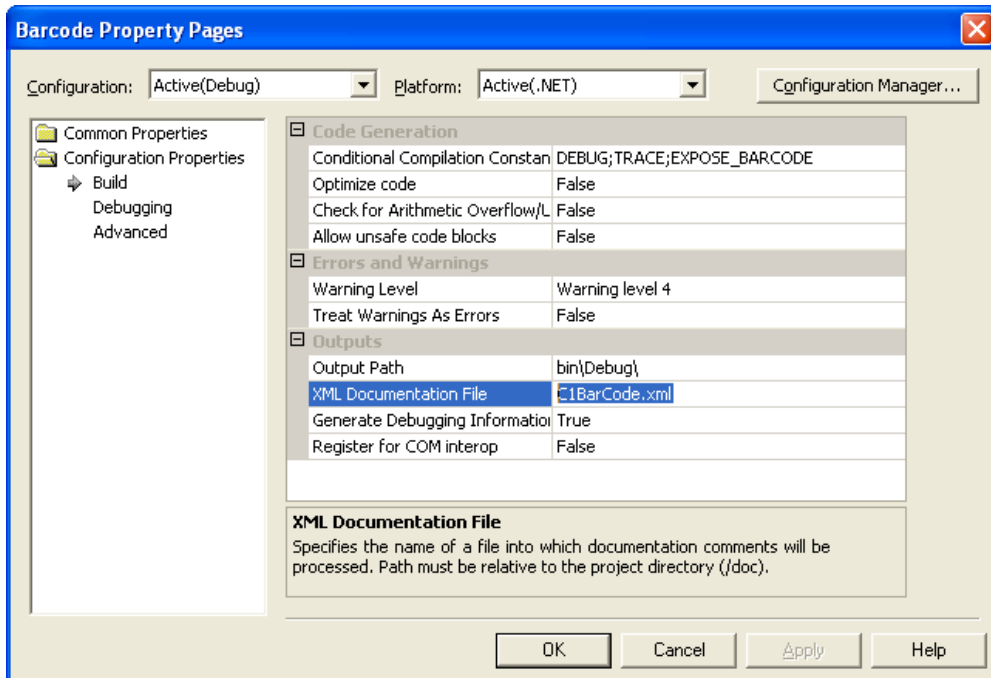 Barcode Property Pages
Configuration: Active(Debug) Platform: Active(.NET) Configuration Manager...
Common Properties
Configuration Properties
Build
Debugging
Advanced
Code Generation
Conditional Compilation Constan DEBUG;TRACE;EXPOSE_BARCODE
Optimize code False
Check for Arithmetic Overflow/U False
Allow unsafe code blocks False
Errors and Warnings
Warning Level Warning level 4
Treat Warnings As Errors False
Outputs
Output Path bin\Debug\
XML Documentation File C1BarCode.xml
Generate Debugging Information True
Register for COM interop False
XML Documentation File
Specifies the name of a file into which documentation comments will be
processed. Path must be relative to the project directory (/doc).
OK Cancel Apply Help